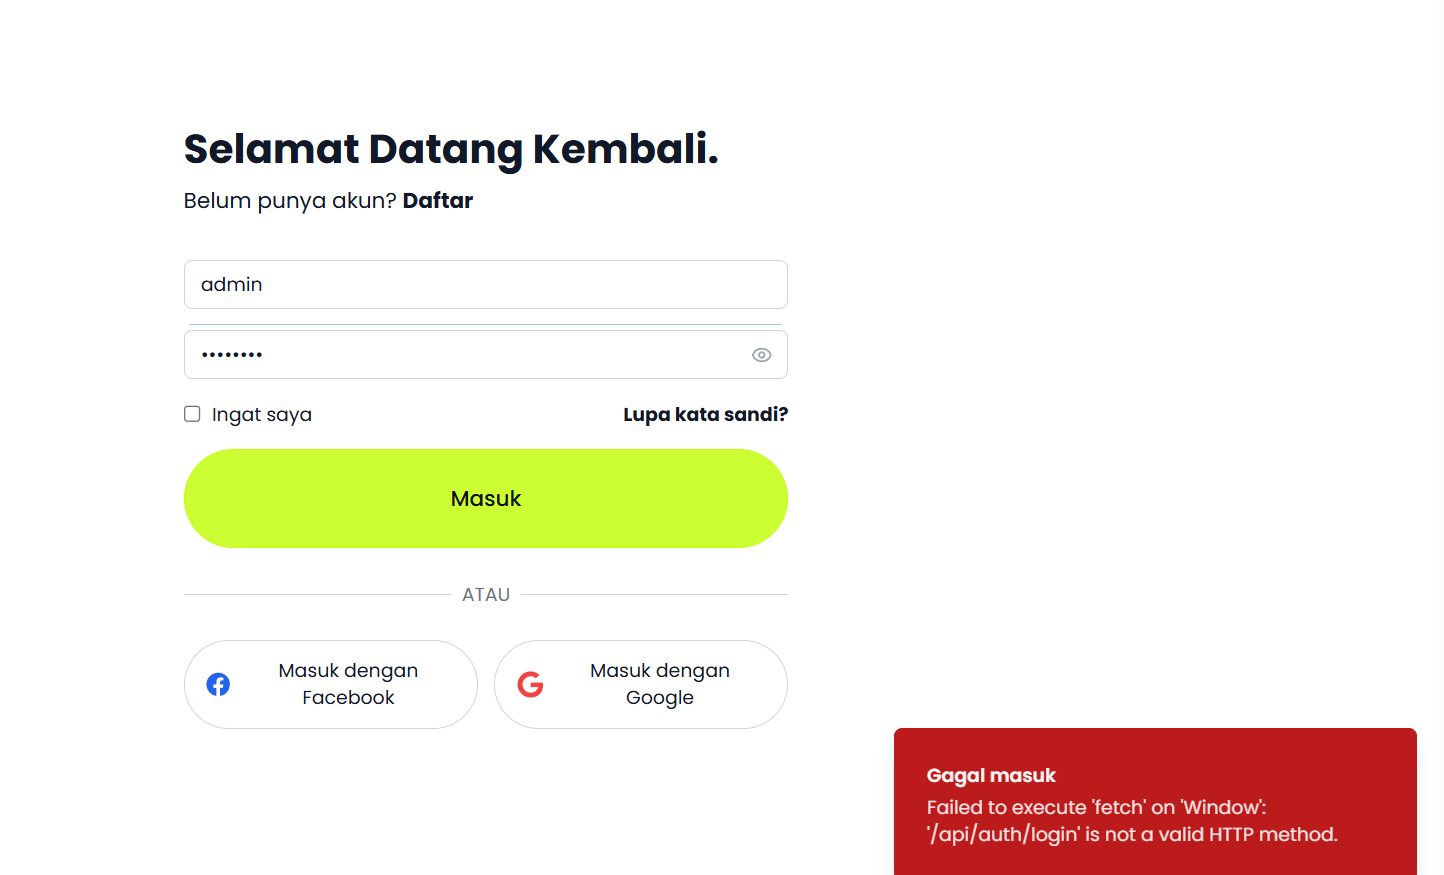 Selamat Datang Kembali.
Belum punya akun? Daftar
admin
••••••••
Ingat saya
Lupa kata sandi?
Masuk
ATAU
Masuk dengan
Facebook
Masuk dengan
Google
Gagal masuk
Failed to execute 'fetch' on 'Window':
'/api/auth/login' is not a valid HTTP method.